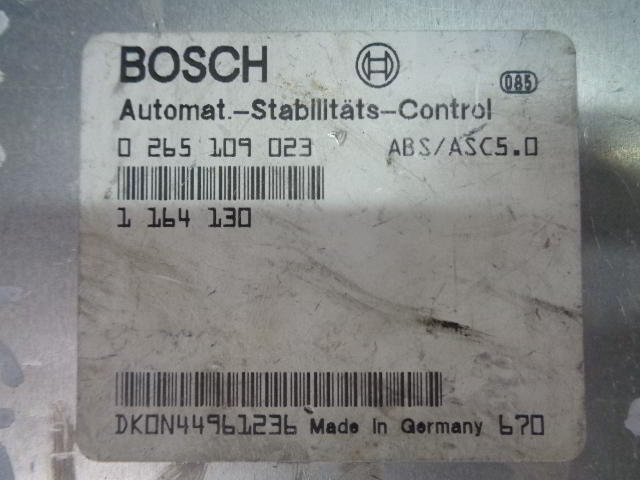 BOSCH
085
Automat.-Stabilitäts-Control
0 265 109 023 ABS/ASC5.0
1 164 130
DK0N44961236 Made in Germany 670